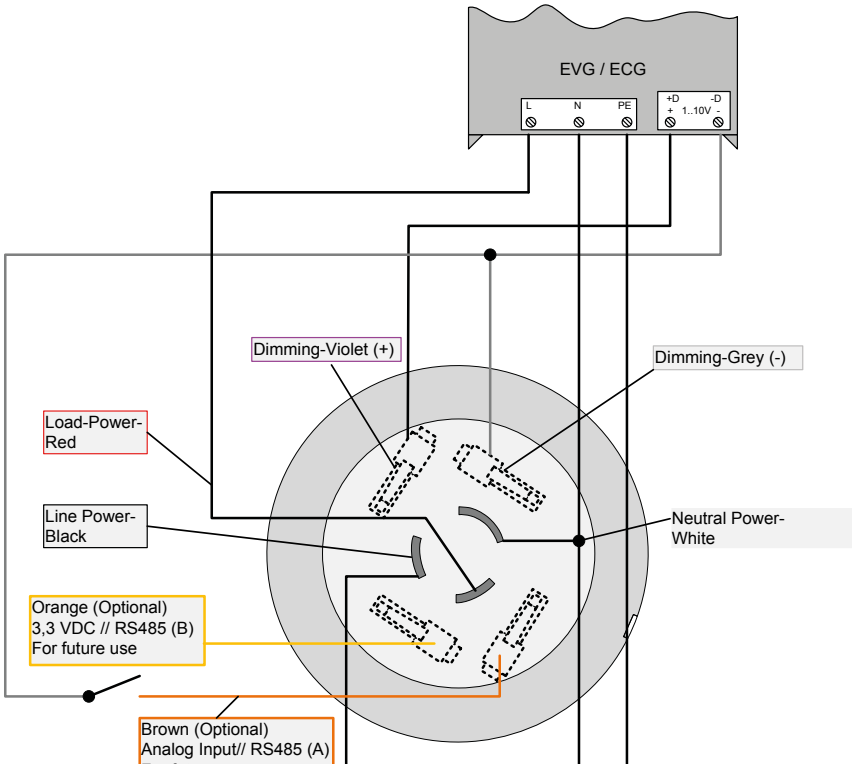 EVG / ECG
L N PE
+D -D
+ 1..10V -
Dimming-Violet (+)
Dimming-Grey (-)
Load-Power-
Red
Line Power-
Black
Neutral Power-
White
Orange (Optional)
3,3 VDC // RS485 (B)
For future use
Brown (Optional)
Analog Input// RS485 (A)